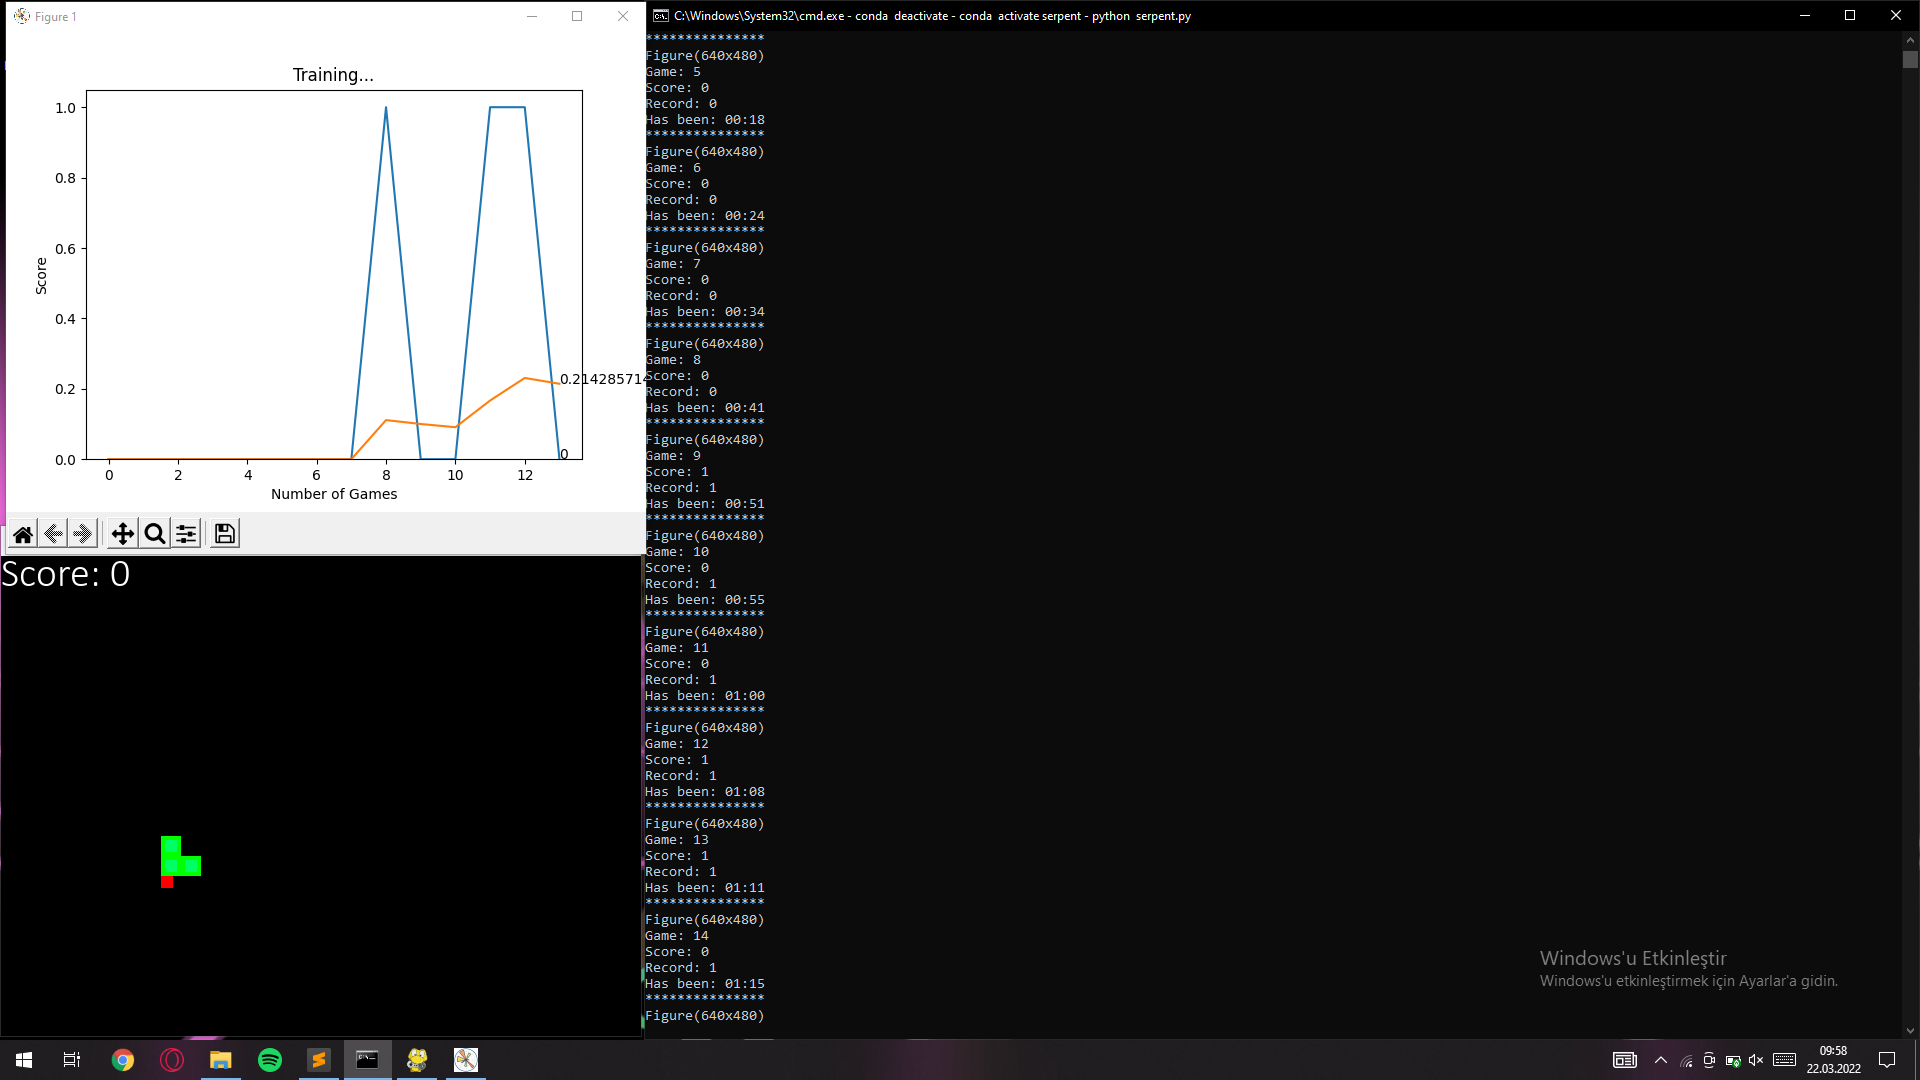 Figure 1
Training...
1.0
0.8
0.6
0.4
0.2
0.0
Score
0.214285714
0
0 2 4 6 8 10 12
Number of Games
Score: 0
C:\Windows\System32\cmd.exe - conda deactivate - conda activate serpent - python serpent.py
***************
Figure(640x480)
Game: 5
Score: 0
Record: 0
Has been: 00:18
***************
Figure(640x480)
Game: 6
Score: 0
Record: 0
Has been: 00:24
***************
Figure(640x480)
Game: 7
Score: 0
Record: 0
Has been: 00:34
***************
Figure(640x480)
Game: 8
Score: 0
Record: 0
Has been: 00:41
***************
Figure(640x480)
Game: 9
Score: 1
Record: 1
Has been: 00:51
***************
Figure(640x480)
Game: 10
Score: 0
Record: 1
Has been: 00:55
***************
Figure(640x480)
Game: 11
Score: 0
Record: 1
Has been: 01:00
***************
Figure(640x480)
Game: 12
Score: 1
Record: 1
Has been: 01:08
***************
Figure(640x480)
Game: 13
Score: 1
Record: 1
Has been: 01:11
***************
Figure(640x480)
Game: 14
Score: 0
Record: 1
Has been: 01:15
***************
Figure(640x480)
Windows'u Etkinleştir
Windows'u etkinleştirmek için Ayarlar'a gidin.
09:58
22.03.2022